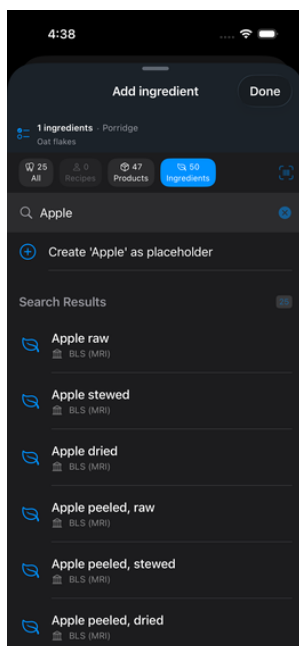 4:38
Add ingredient
Done
1 ingredients · Porridge
Oat flakes
25
All
0
Recipes
47
Products
50
Ingredients
Apple
Create 'Apple' as placeholder
Search Results
25
Apple raw
BLS (MRI)
Apple stewed
BLS (MRI)
Apple dried
BLS (MRI)
Apple peeled, raw
BLS (MRI)
Apple peeled, stewed
BLS (MRI)
Apple peeled, dried
BLS (MRI)